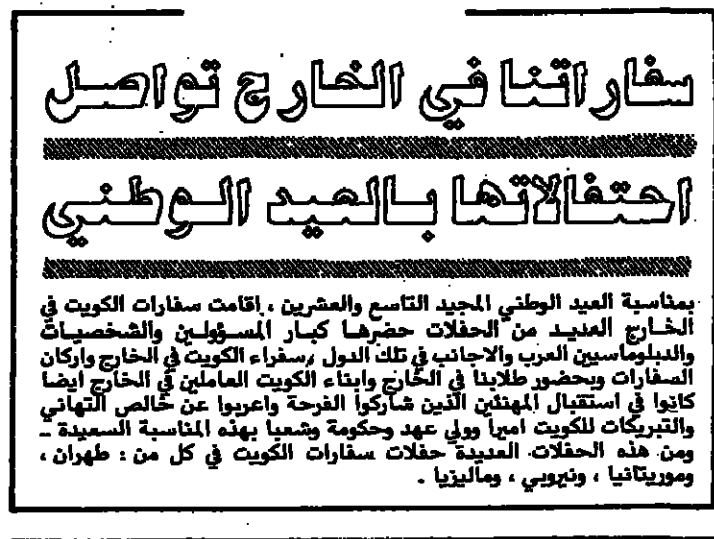 سفاراتنا في الخارج تواصل
احتفالاتها بالعيد الوطني
بمناسبة العيد الوطني المجيد التاسع والعشرين ، اقامت سفارات الكويت في
الخارج العديد من الحفلات حضرها كبار المسؤولين والشخصيات
والدبلوماسيين العرب والاجانب في تلك الدول ، سفراء الكويت في الخارج واركان
السفارات وبحضور طلابنا في الخارج وابناء الكويت العاملين في الخارج ايضا
كانوا في استقبال المهنئين الذين شاركوا الفرحة واعربوا عن خالص التهاني
والتبريكات للكويت اميرا وولي عهد وحكومة وشعبا بهذه المناسبة السعيدة ــ
ومن هذه الحفلات العديدة حفلات سفارات الكويت في كل من : طهران ،
وموريتانيا ، ونيروبي ، وماليزيا .